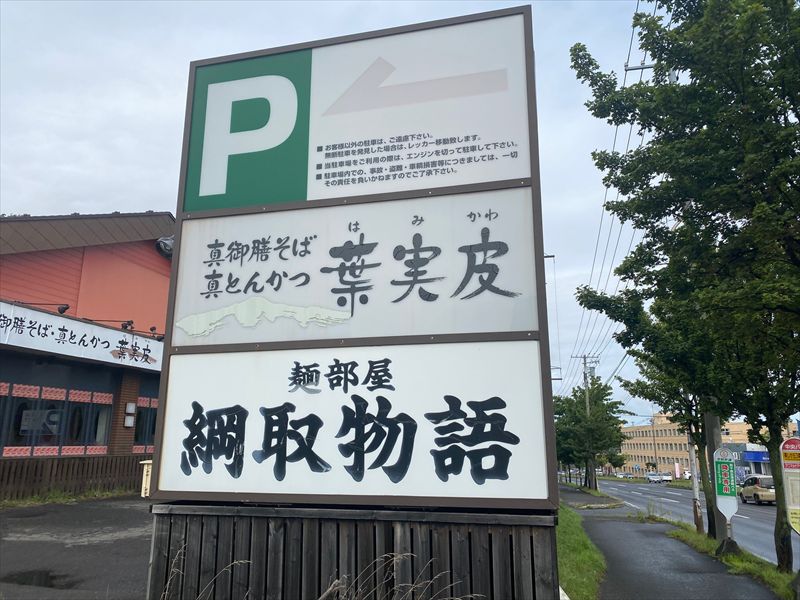 P
■ お客様以外の駐車は、ご遠慮下さい。
無断駐車を発見した場合は、レッカー移動致します。
■ 当駐車場をご利用の際は、エンジンを切って駐車して下さい。
■ 駐車場内での、事故・盗難・車輌損害等につきましては、一切
その責任を負いかねますのでご了承下さい。
はみかわ
真御膳そば
真とんかつ
葉実皮
麺部屋
綱取物語
御膳そば・真とんかつ 葉実皮
中央バ